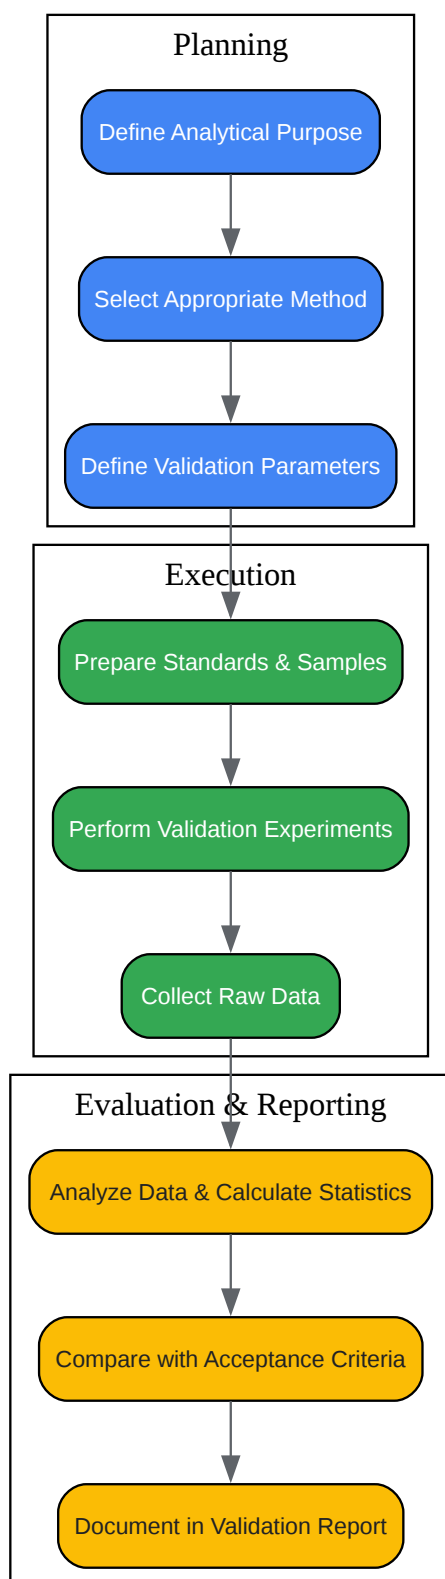 Planning
Define Analytical Purpose
Select Appropriate Method
Define Validation Parameters
Execution
Prepare Standards & Samples
Perform Validation Experiments
Collect Raw Data
Evaluation & Reporting
Analyze Data & Calculate Statistics
Compare with Acceptance Criteria
Document in Validation Report